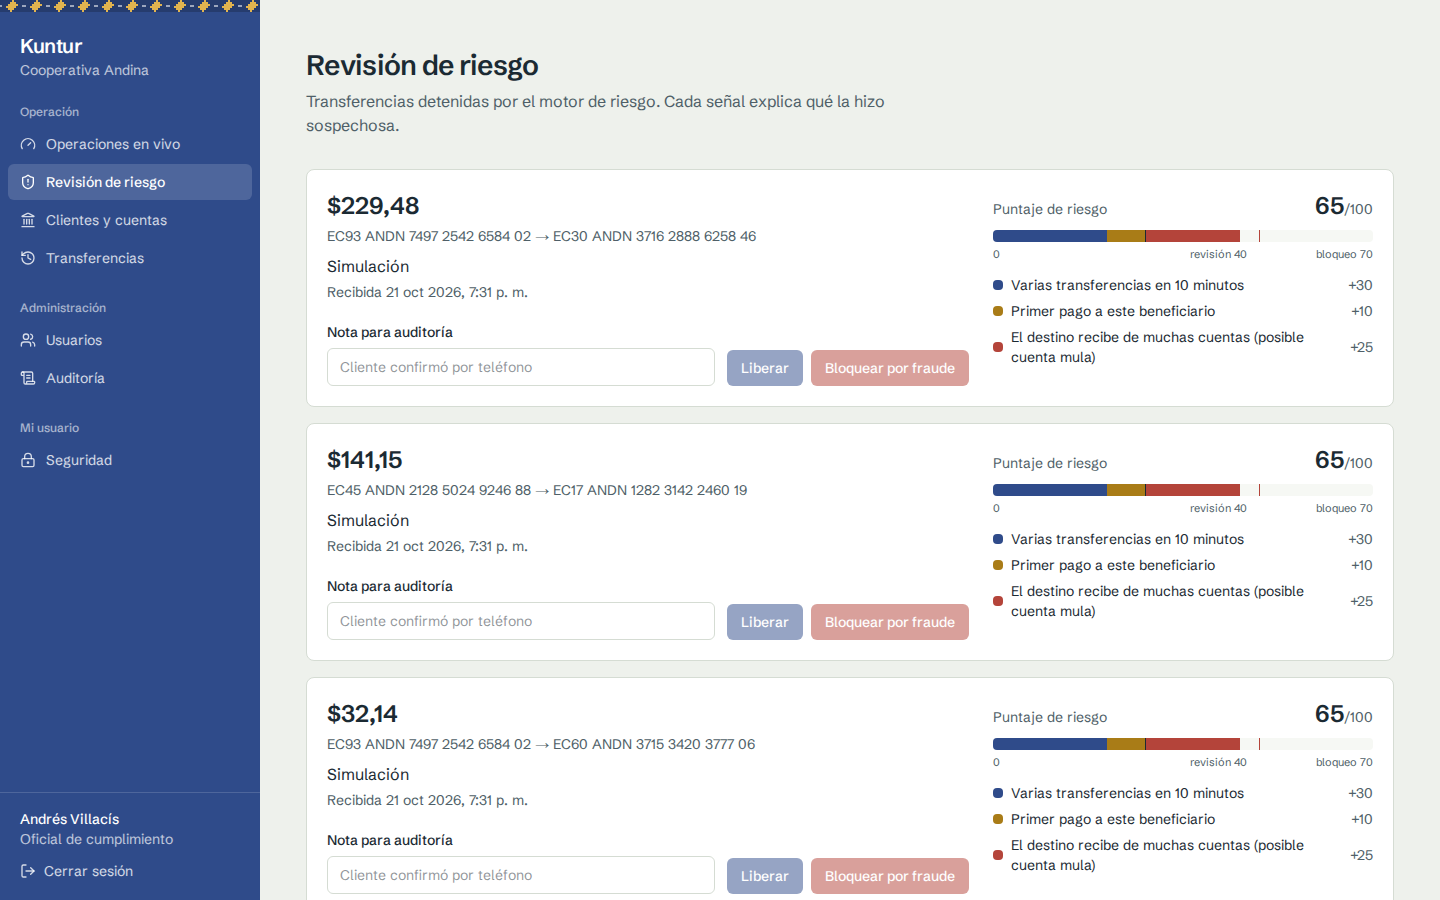 Kuntur
Cooperativa Andina
Operación
Operaciones en vivo
Revisión de riesgo
Clientes y cuentas
Transferencias
Administración
Usuarios
Auditoría
Mi usuario
Seguridad
Andrés Villacís
Oficial de cumplimiento
Cerrar sesión
Revisión de riesgo
Transferencias detenidas por el motor de riesgo. Cada señal explica qué la hizo
sospechosa.
$229,48
EC93 ANDN 7497 2542 6584 02 → EC30 ANDN 3716 2888 6258 46
Simulación
Recibida 21 oct 2026, 7:31 p. m.
Nota para auditoría
Cliente confirmó por teléfono
Liberar
Bloquear por fraude
Puntaje de riesgo
65/100
0 revisión 40 bloqueo 70
Varias transferencias en 10 minutos +30
Primer pago a este beneficiario +10
El destino recibe de muchas cuentas (posible
cuenta mula) +25
$141,15
EC45 ANDN 2128 5024 9246 88 → EC17 ANDN 1282 3142 2460 19
Simulación
Recibida 21 oct 2026, 7:31 p. m.
Nota para auditoría
Cliente confirmó por teléfono
Liberar
Bloquear por fraude
Puntaje de riesgo
65/100
0 revisión 40 bloqueo 70
Varias transferencias en 10 minutos +30
Primer pago a este beneficiario +10
El destino recibe de muchas cuentas (posible
cuenta mula) +25
$32,14
EC93 ANDN 7497 2542 6584 02 → EC60 ANDN 3715 3420 3777 06
Simulación
Recibida 21 oct 2026, 7:31 p. m.
Nota para auditoría
Cliente confirmó por teléfono
Liberar
Bloquear por fraude
Puntaje de riesgo
65/100
0 revisión 40 bloqueo 70
Varias transferencias en 10 minutos +30
Primer pago a este beneficiario +10
El destino recibe de muchas cuentas (posible
cuenta mula) +25